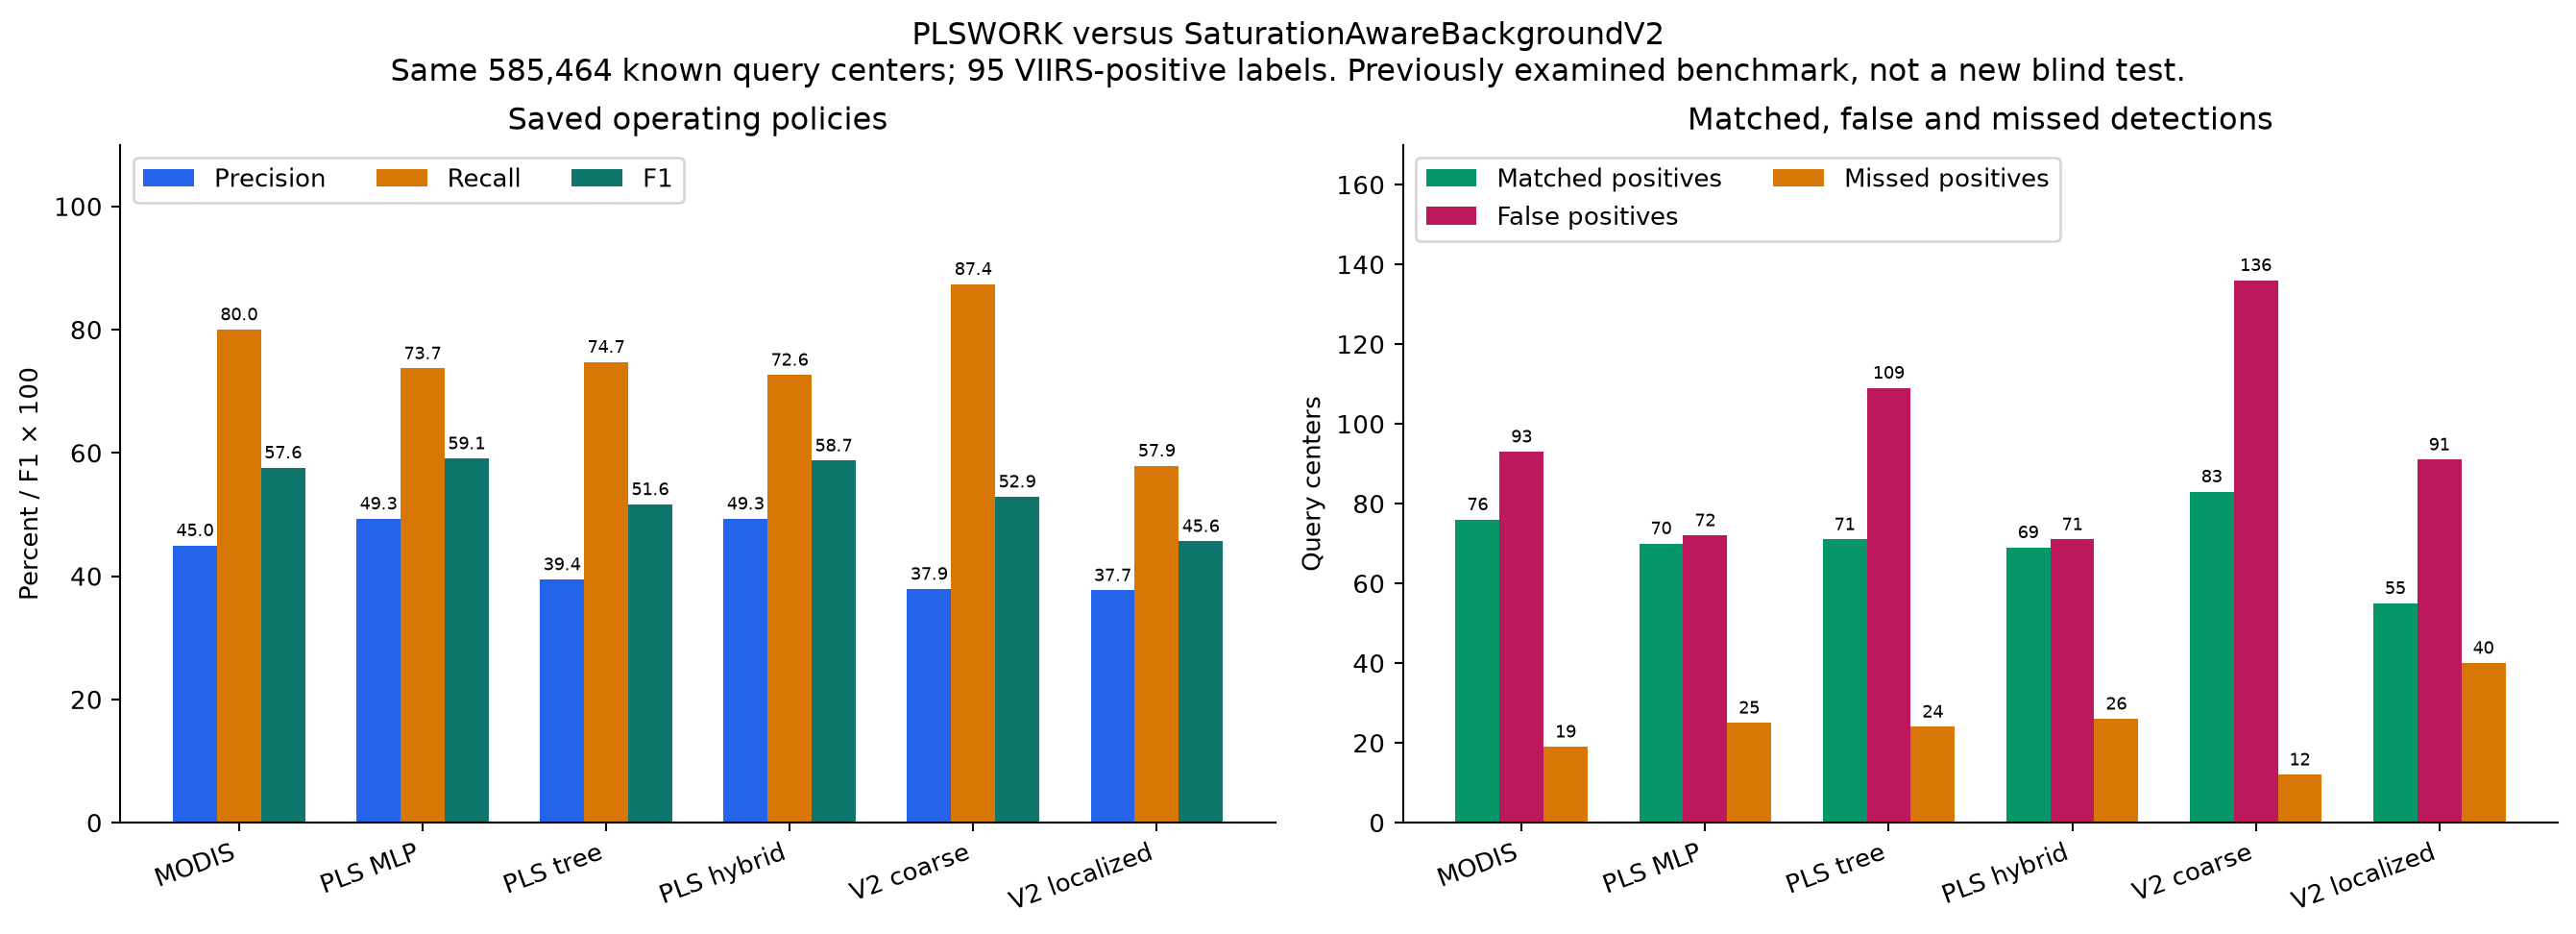 PLSWORK versus SaturationAwareBackgroundV2
Same 585,464 known query centers; 95 VIIRS-positive labels. Previously examined benchmark, not a new blind test.
Saved operating policies
Precision Recall F1
Percent / F1 × 100
100
80
60
40
20
0
45.0 80.0 57.6
49.3 73.7 59.1
39.4 74.7 51.6
49.3 72.6 58.7
37.9 87.4 52.9
37.7 57.9 45.6
MODIS PLS MLP PLS tree PLS hybrid V2 coarse V2 localized
Matched, false and missed detections
Matched positives Missed positives
False positives
Query centers
160
140
120
100
80
60
40
20
0
76 93 19
70 72 25
71 109 24
69 71 26
83 136 12
55 91 40
MODIS PLS MLP PLS tree PLS hybrid V2 coarse V2 localized